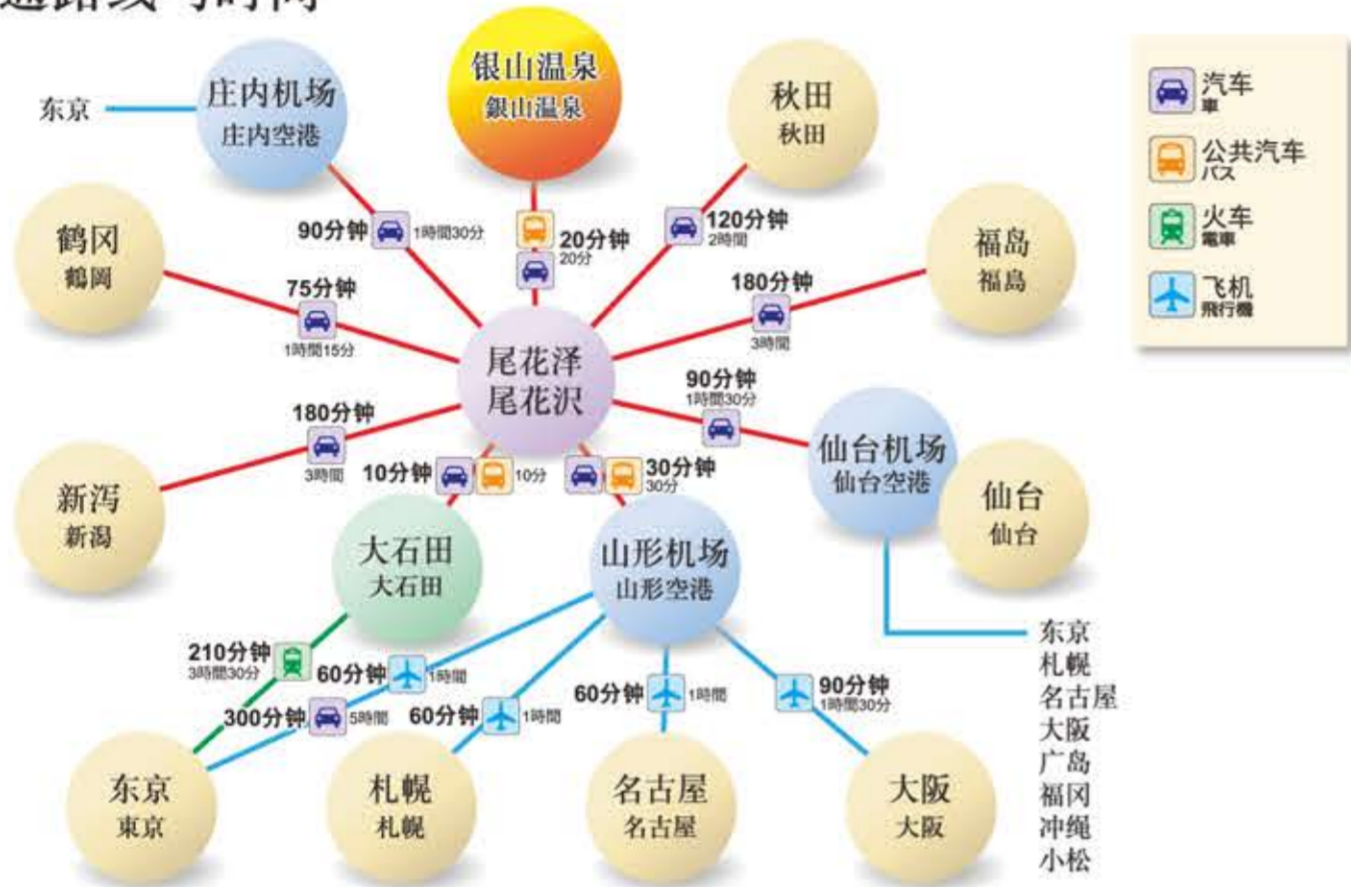 庄内机场
庄内空港
东京
银山温泉
銀山温泉
秋田
秋田
汽车
車
公共汽车
バス
火车
電車
飞机
飛行機
鹤冈
鶴岡
90分钟
1時間30分
20分钟
20分
120分钟
2時間
福岛
福島
75分钟
1時間15分
180分钟
3時間
尾花泽
尾花沢
90分钟
1時間30分
180分钟
3時間
10分钟
10分
30分钟
30分
仙台机场
仙台空港
仙台
仙台
新泻
新潟
大石田
大石田
山形机场
山形空港
210分钟
3時間30分
60分钟
1時間
300分钟
5時間
60分钟
1時間
60分钟
1時間
90分钟
1時間30分
东京
札幌
名古屋
大阪
广岛
福冈
冲绳
小松
东京
東京
札幌
札幌
名古屋
名古屋
大阪
大阪